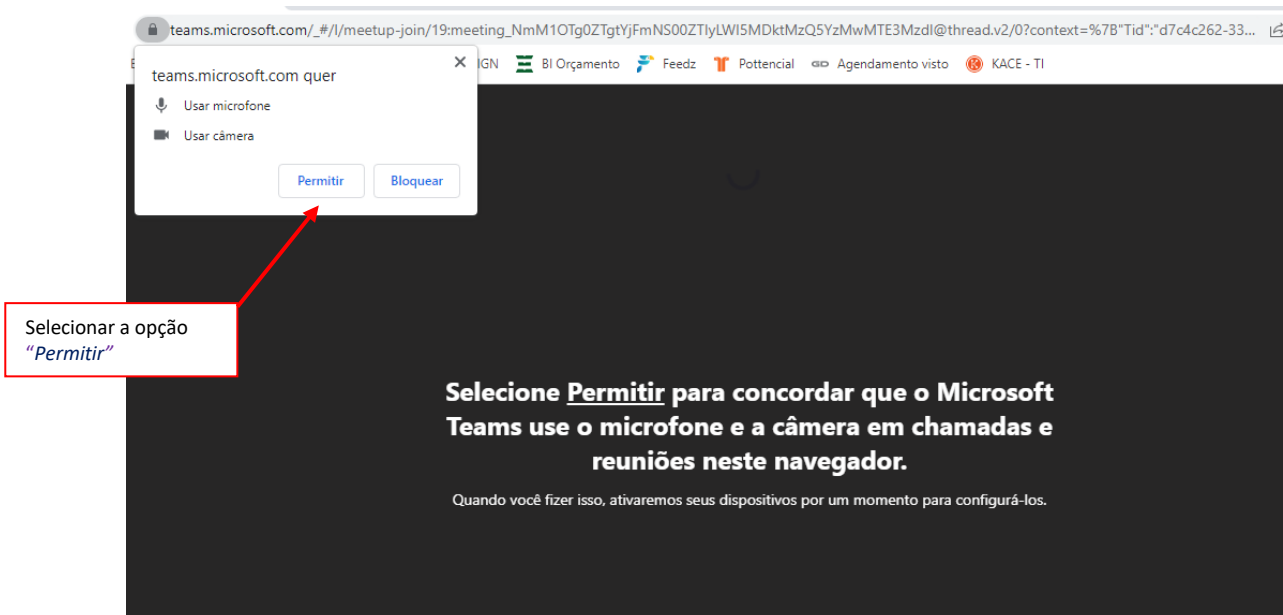 teams.microsoft.com/_#/l/meetup-join/19:meeting_NmM1OTg0ZTgtYjFmNS00ZTIyLWI5MDktMzQ5YzMwMTE3Mzdl@thread.v2/0?context=%7B"Tid":"d7c4c262-33...
IGN BI Orçamento Feedz Pottencial GD Agendamento visto KACE - TI
teams.microsoft.com quer
Usar microfone
Usar câmera
Permitir Bloquear
Selecionar a opção
“Permitir”
Selecione Permitir para concordar que o Microsoft
Teams use o microfone e a câmera em chamadas e
reuniões neste navegador.
Quando você fizer isso, ativaremos seus dispositivos por um momento para configurá-los.